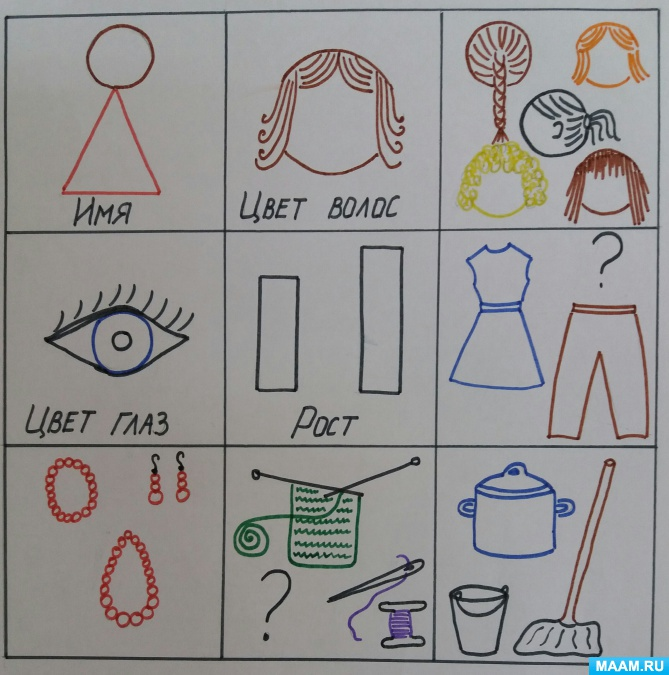 Имя
Цвет волос
?
Цвет глаз
Рост
?
MAAM.RU